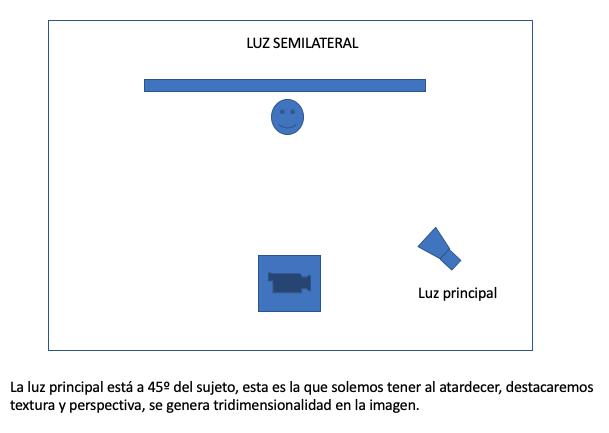 LUZ SEMILATERAL
Luz principal
La luz principal está a 45º del sujeto, esta es la que solemos tener al atardecer, destacaremos
textura y perspectiva, se genera tridimensionalidad en la imagen.